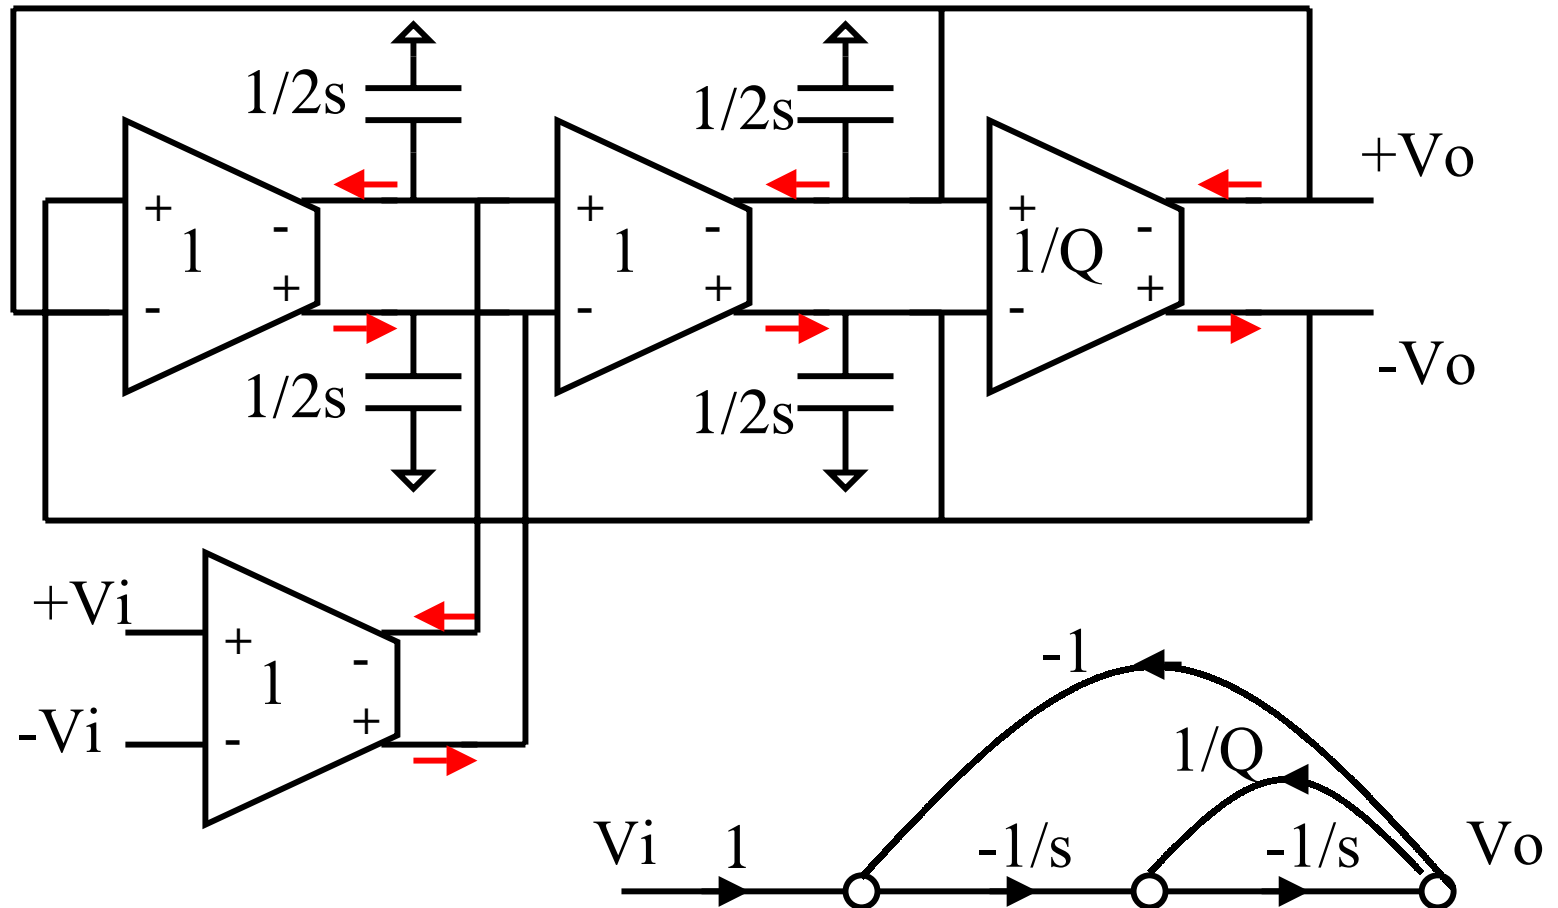 1/2s
1/2s
+Vo
+ - 1 + -
+ - 1 + -
+ - 1/Q + -
-Vo
1/2s
1/2s
+Vi
+ - 1 + -
-Vi
-1
1/Q
Vi 1 -1/s -1/s Vo